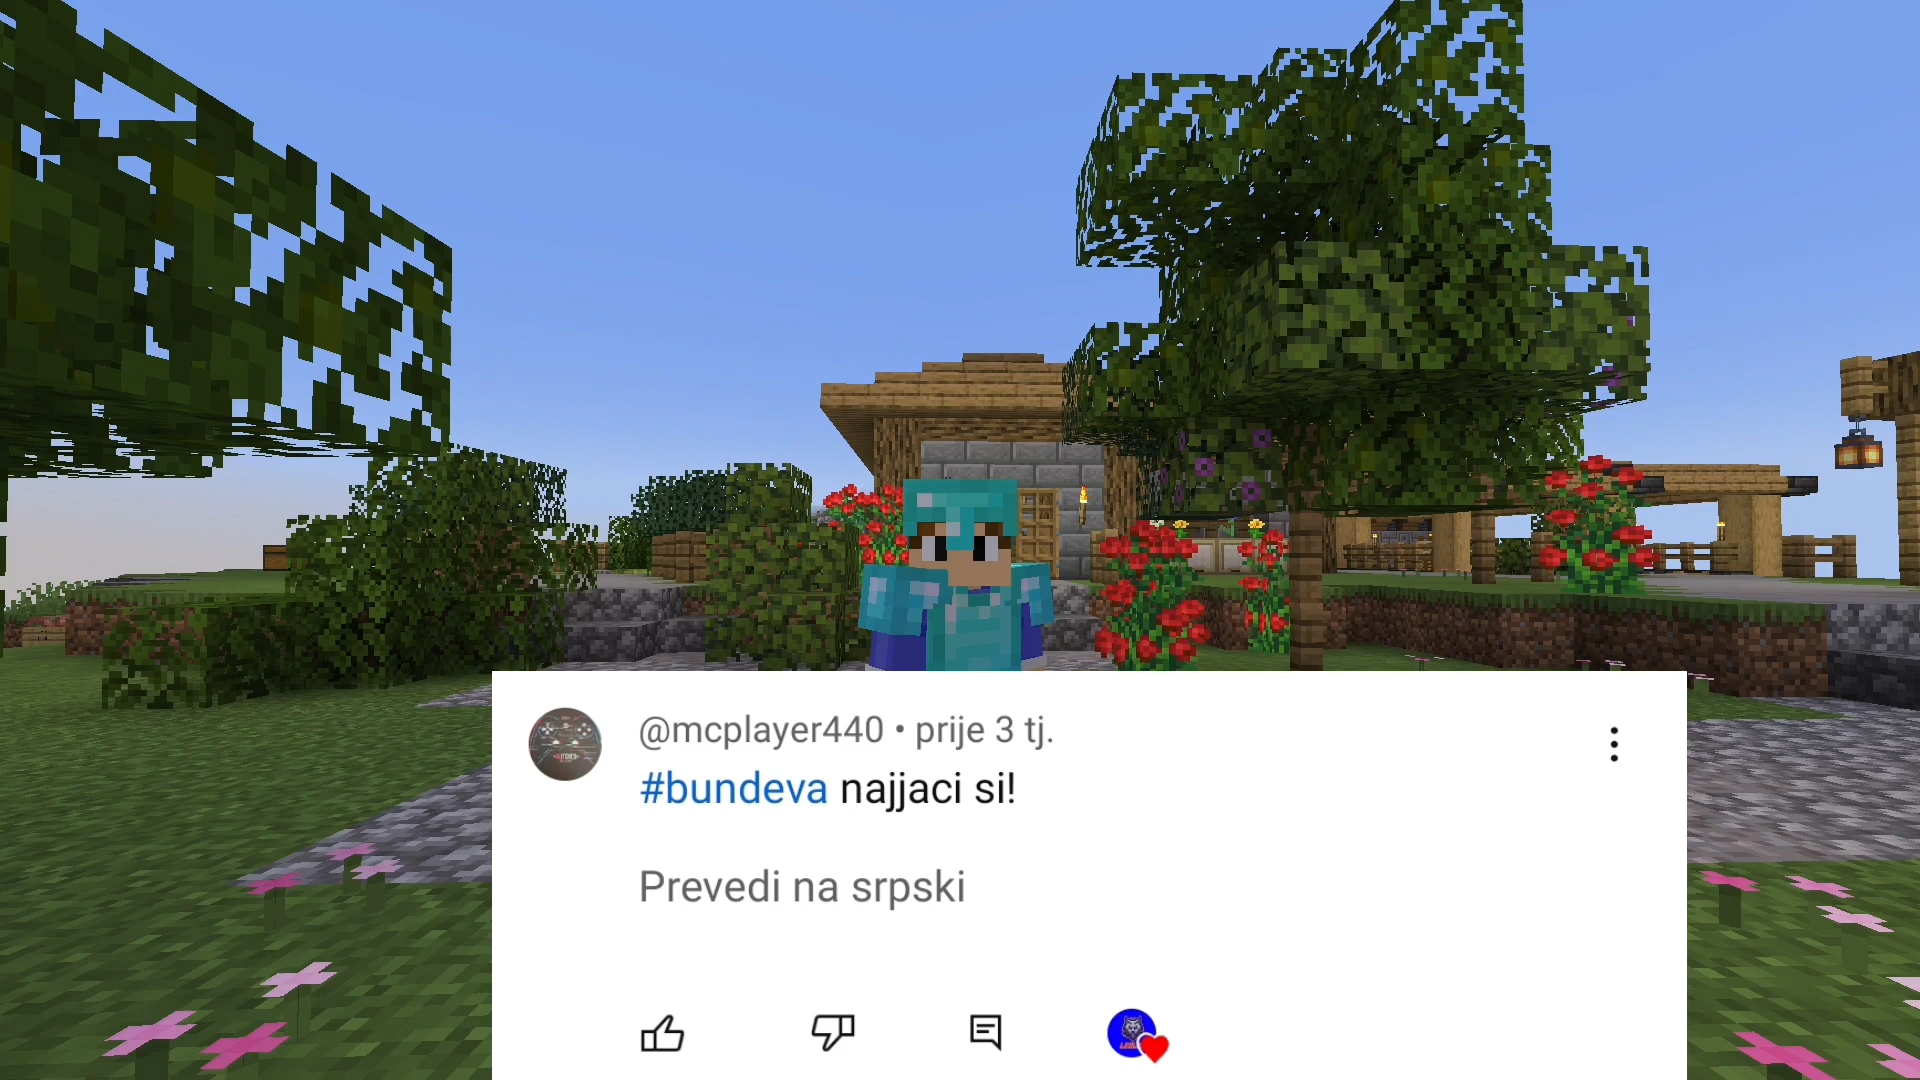 @mcplayer440 • prije 3 tj.
#bundeva najjaci si!
Prevedi na srpski